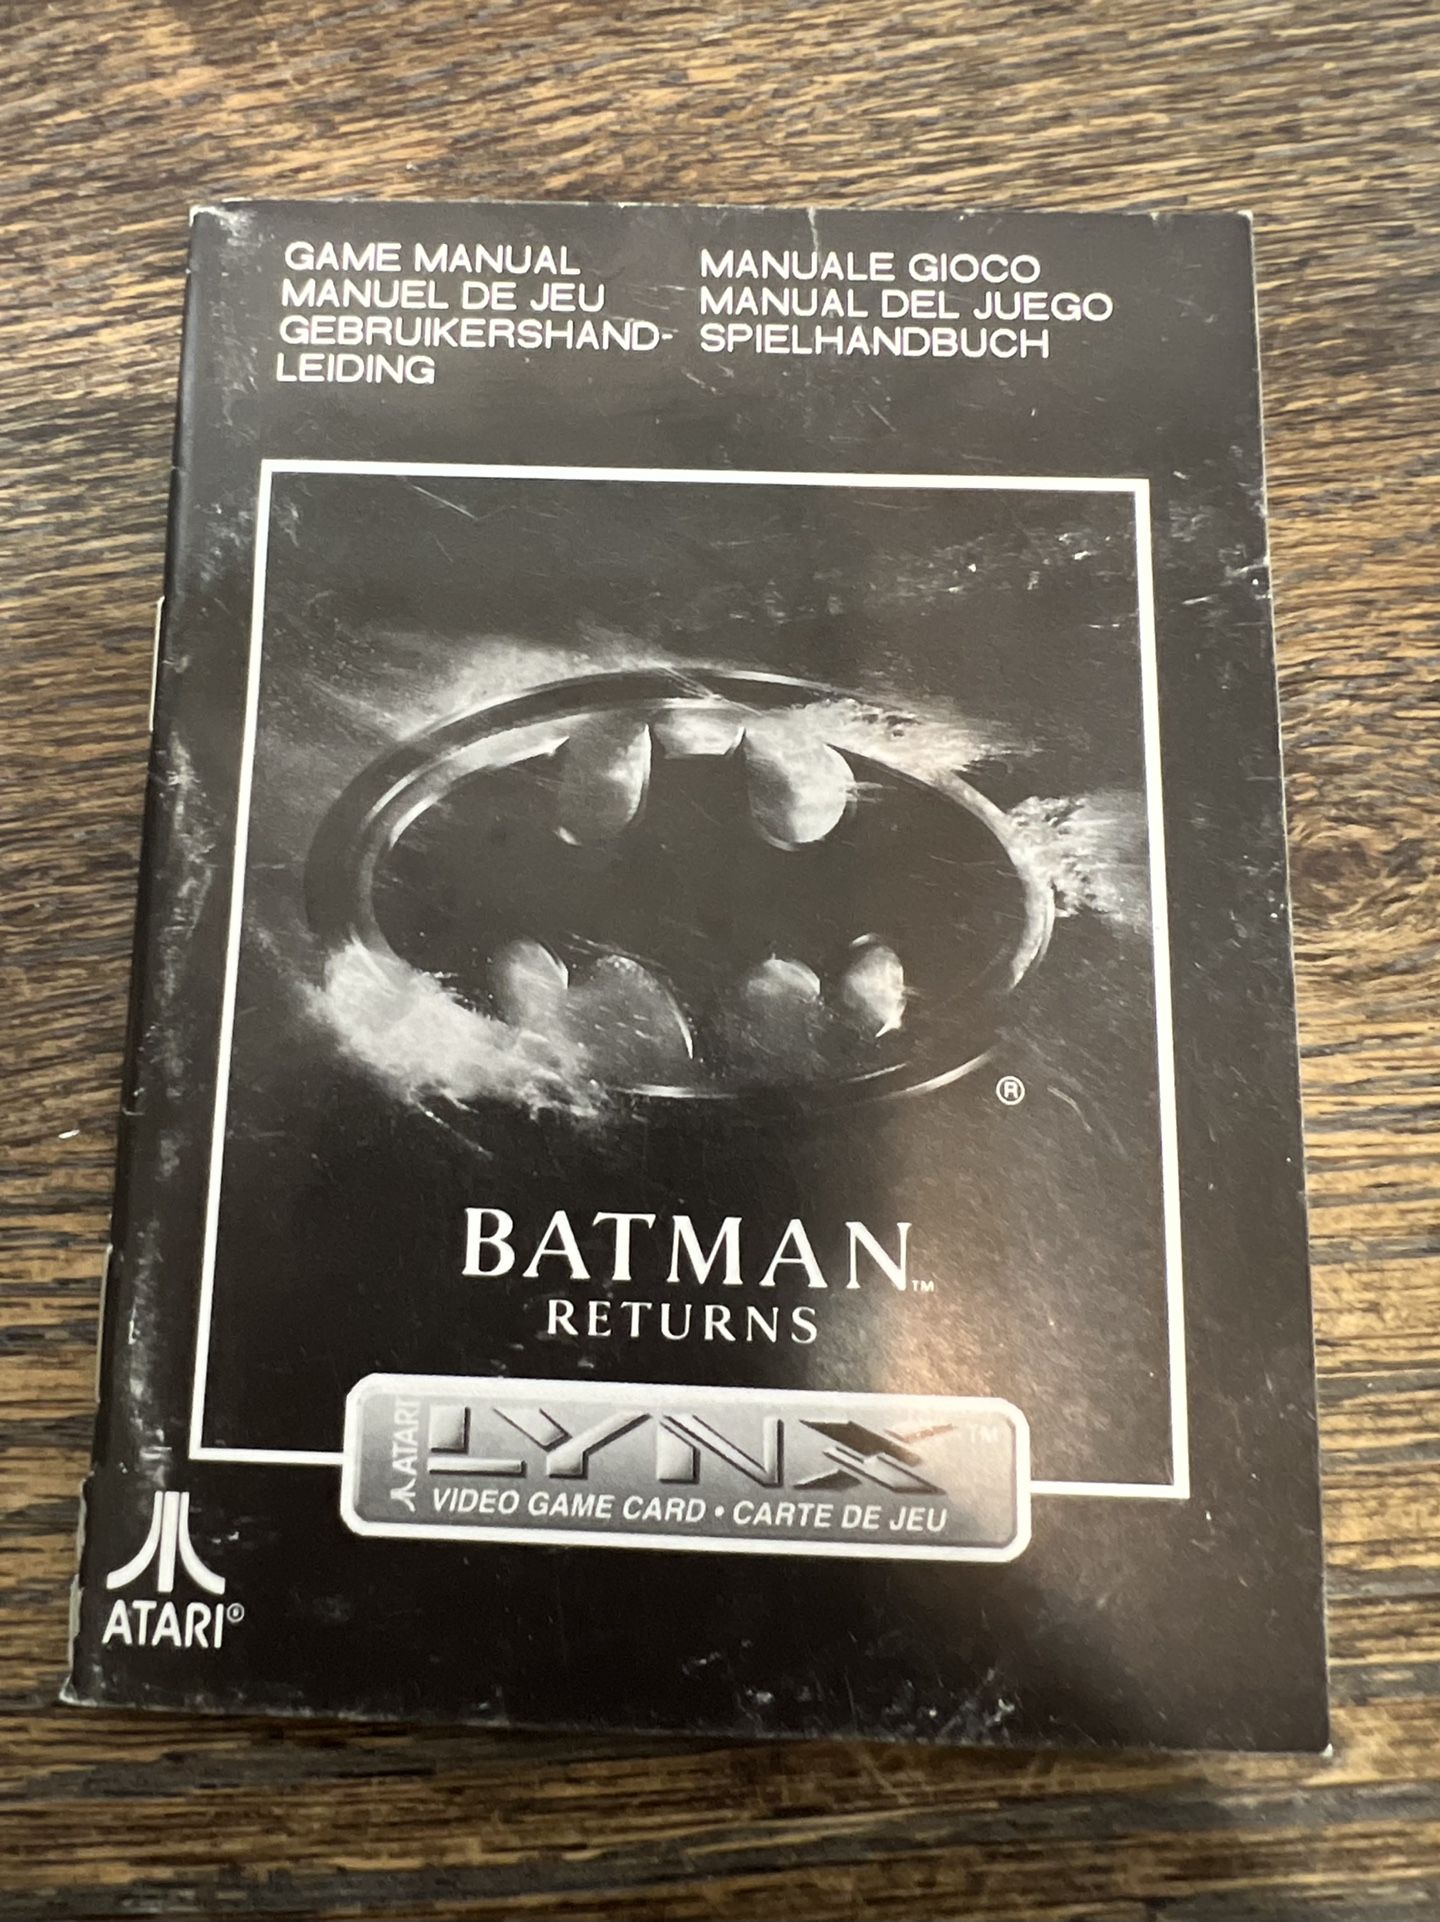 GAME MANUAL
MANUEL DE JEU
GEBRUIKERSHAND-
LEIDING
MANUALE GIOCO
MANUAL DEL JUEGO
SPIELHANDBUCH
®
BATMAN™
RETURNS
ATARI
LYNX™
VIDEO GAME CARD • CARTE DE JEU
ATARI®